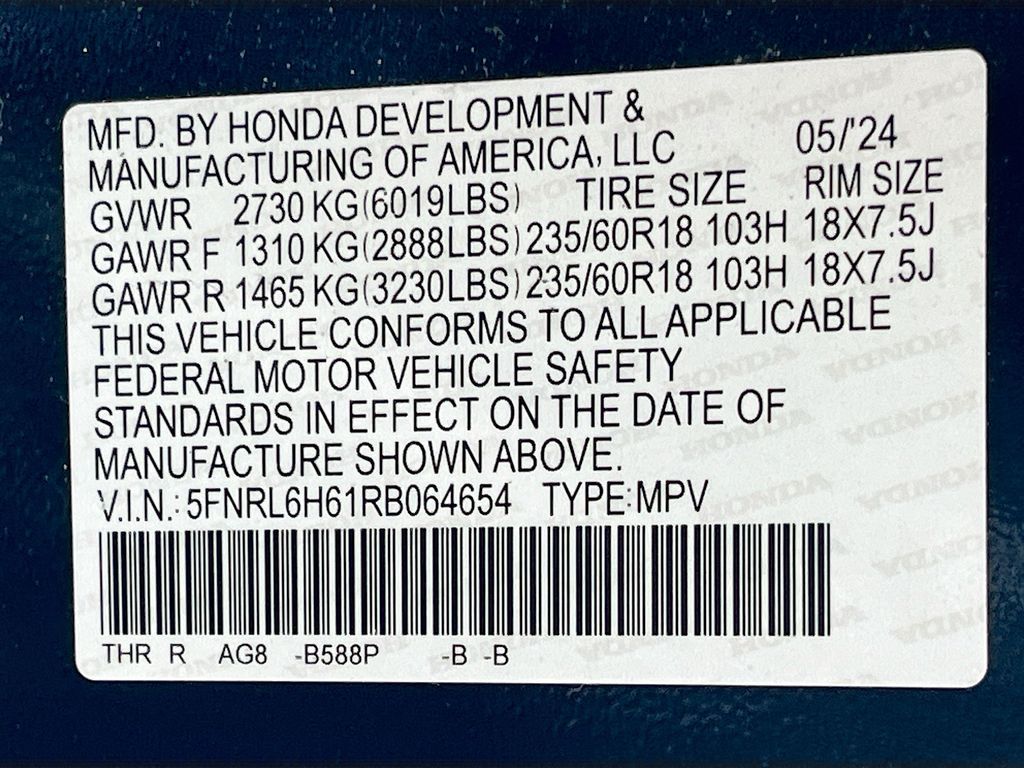 MFD. BY HONDA DEVELOPMENT &
MANUFACTURING OF AMERICA, LLC 05/'24
GVWR 2730 KG(6019LBS) TIRE SIZE RIM SIZE
GAWR F 1310 KG(2888LBS) 235/60R18 103H 18X7.5J
GAWR R 1465 KG(3230LBS) 235/60R18 103H 18X7.5J
THIS VEHICLE CONFORMS TO ALL APPLICABLE
FEDERAL MOTOR VEHICLE SAFETY
STANDARDS IN EFFECT ON THE DATE OF
MANUFACTURE SHOWN ABOVE.
V.I.N.: 5FNRL6H61RB064654 TYPE:MPV
THR R AG8 -B588P -B -B